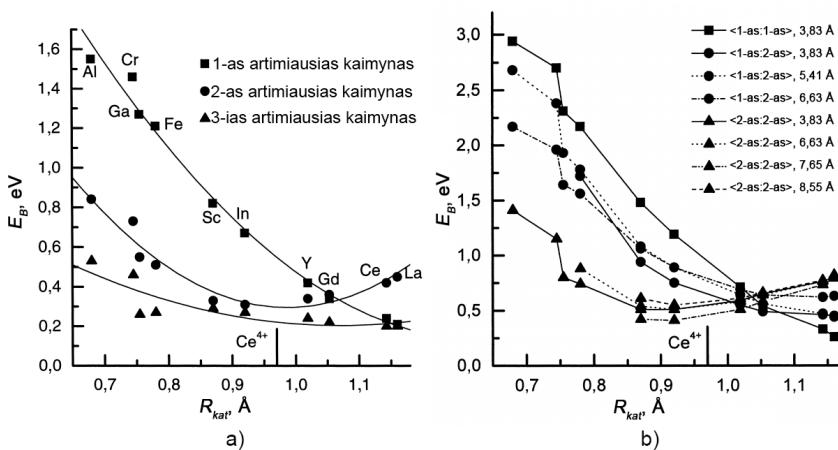 1,6
1,4
1,2
1,0
0,8
0,6
0,4
0,2
0,0
E_B, eV
Al
Cr
Ga
Fe
Sc
In
Y
Gd
Ce
La
1-as artimiausias kaimynas
2-as artimiausias kaimynas
3-ias artimiausias kaimynas
Ce⁴⁺
0,7 0,8 0,9 1,0 1,1
R_kat, Å
a)
3,0
2,5
2,0
1,5
1,0
0,5
0,0
E_B, eV
<1-as:1-as>, 3,83 Å
<1-as:2-as>, 3,83 Å
<1-as:2-as>, 5,41 Å
<1-as:2-as>, 6,63 Å
<2-as:2-as>, 3,83 Å
<2-as:2-as>, 6,63 Å
<2-as:2-as>, 7,65 Å
<2-as:2-as>, 8,55 Å
Ce⁴⁺
0,7 0,8 0,9 1,0 1,1
R_kat, Å
b)